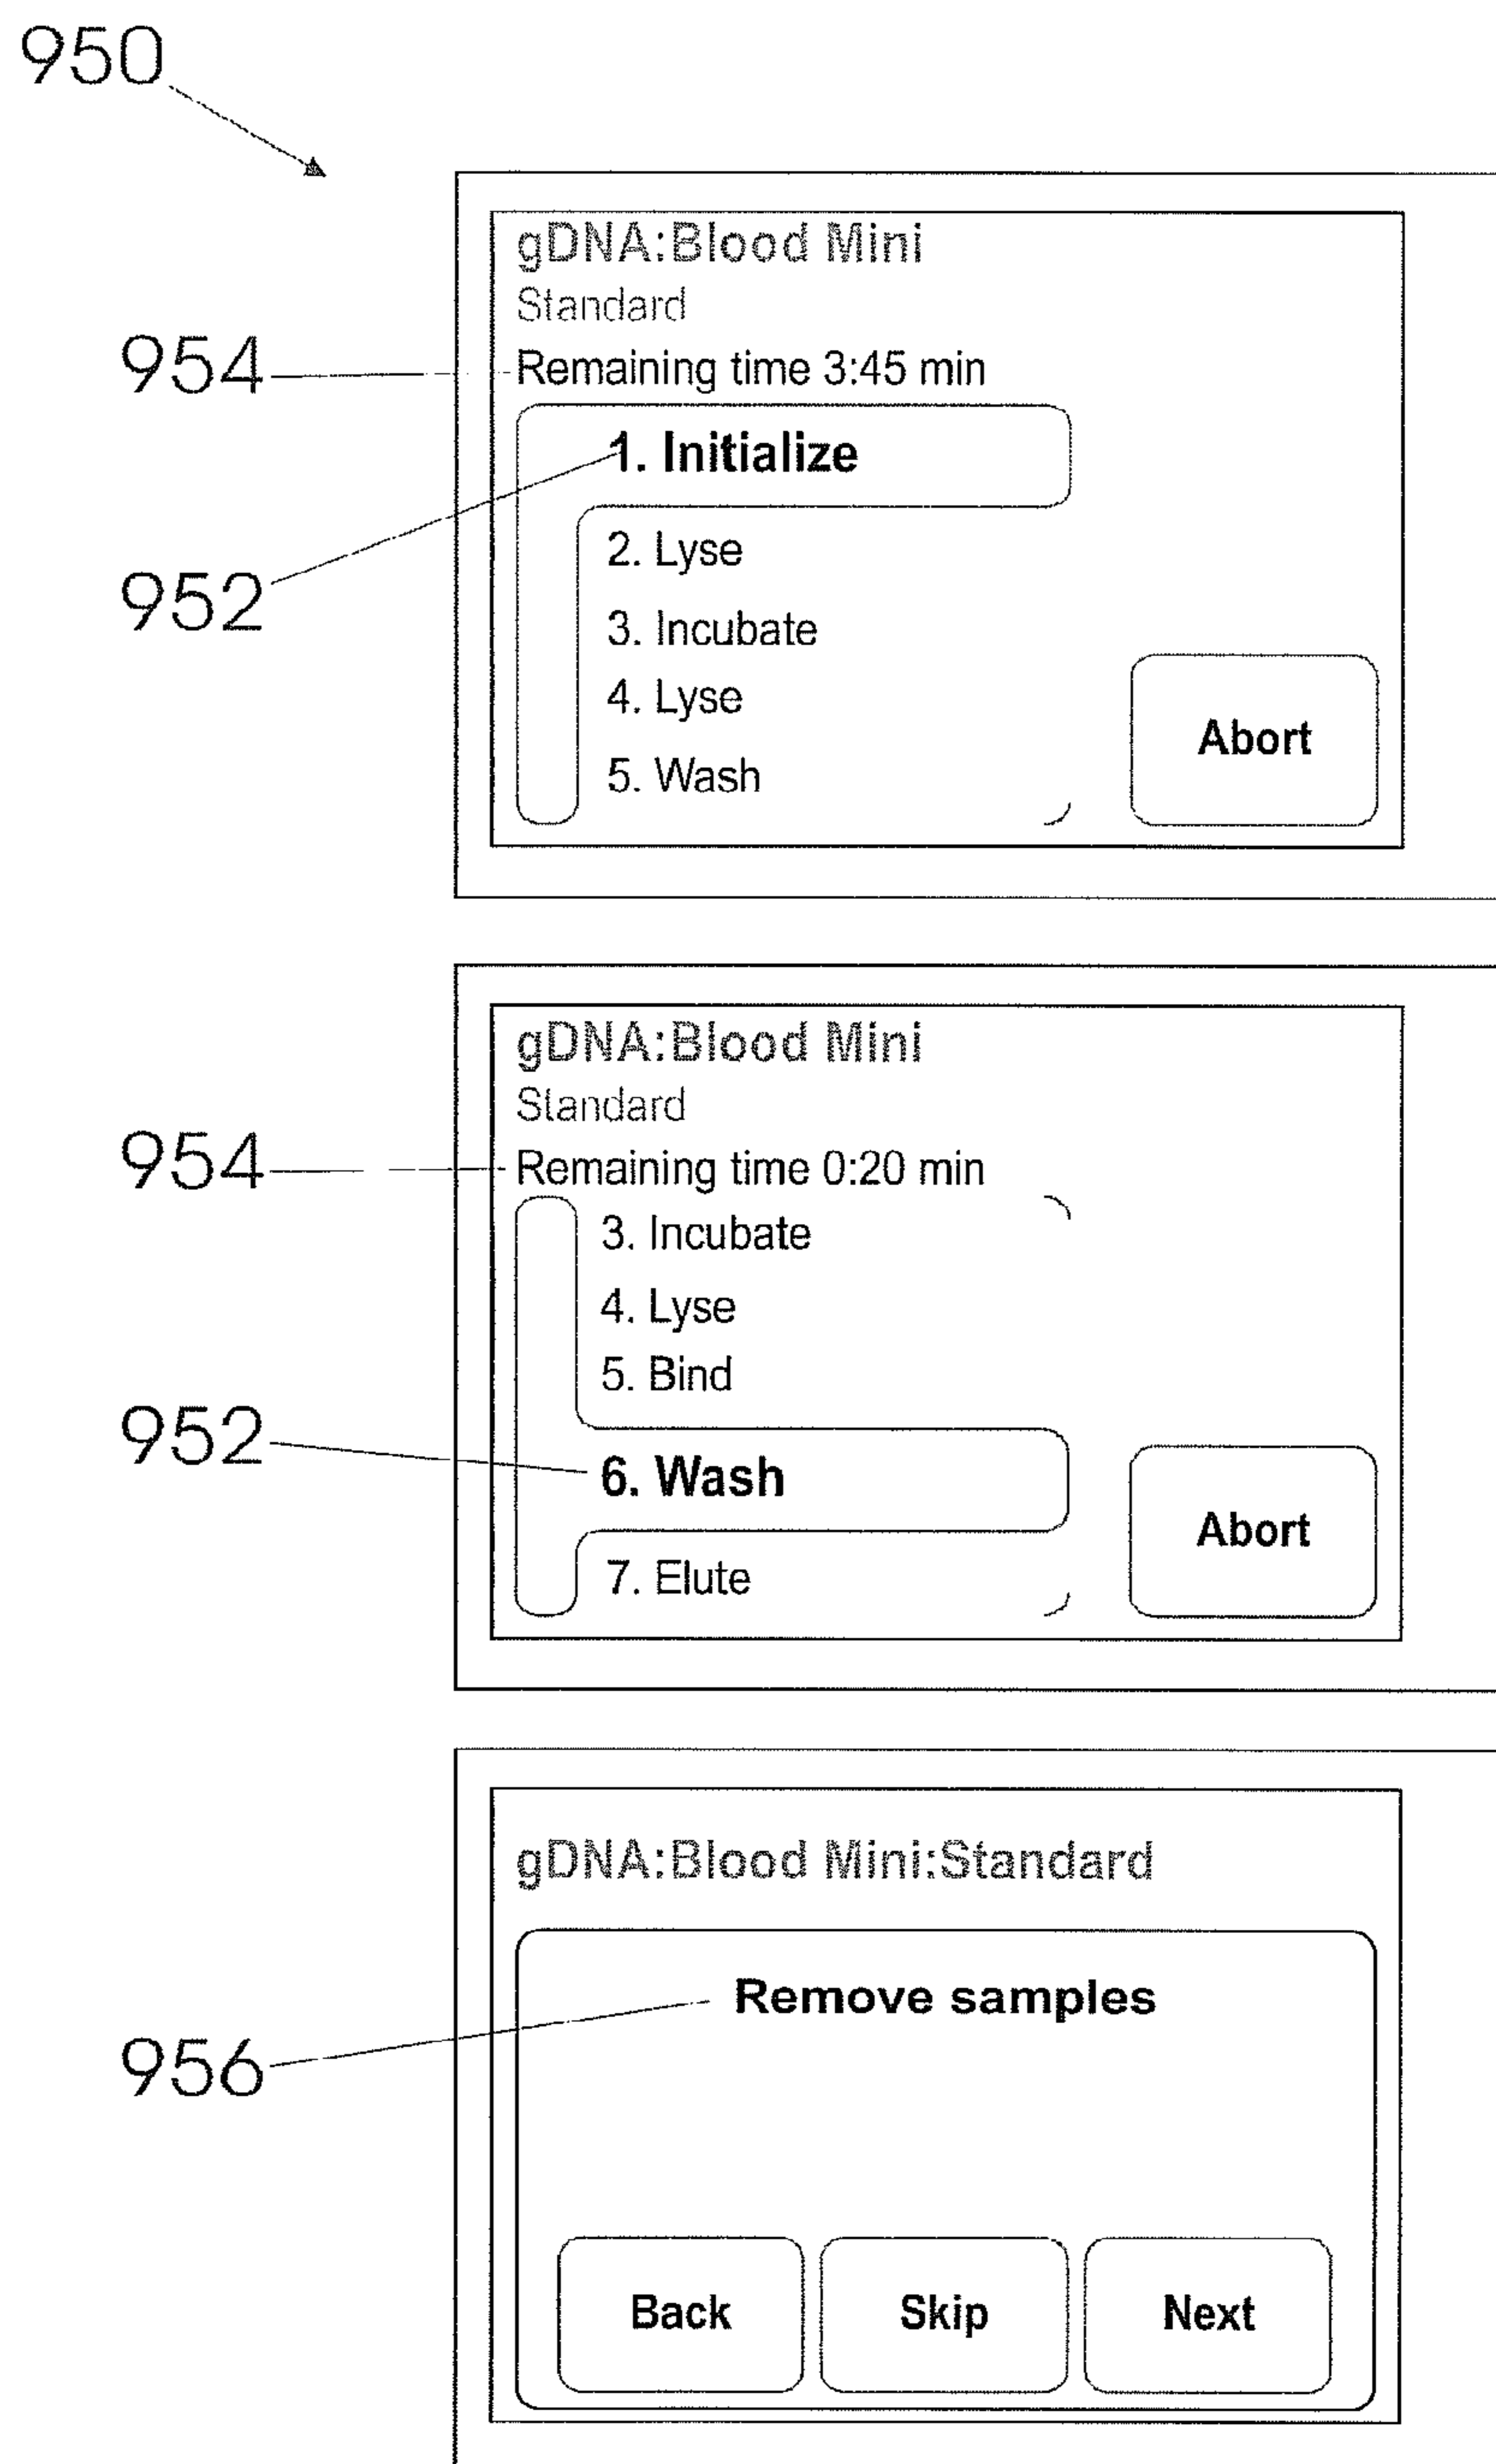 950
gDNA:Blood Mini
Standard
954
Remaining time 3:45 min
1. Initialize
2. Lyse
952
3. Incubate
4. Lyse
Abort
5. Wash
gDNA:Blood Mini
Standard
954
Remaining time 0:20 min
3. Incubate
4. Lyse
5. Bind
952
6. Wash
Abort
7. Elute
gDNA:Blood Mini:Standard
Remove samples
956
Back
Skip
Next